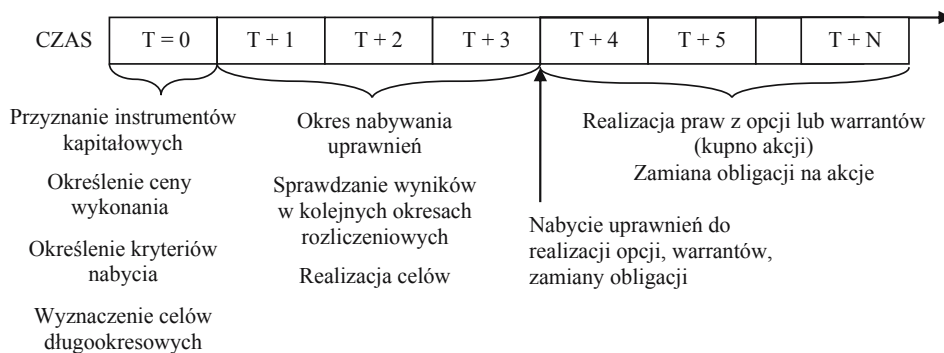 CZAS T = 0 T + 1 T + 2 T + 3 T + 4 T + 5 T + N
Przyznanie instrumentów
kapitałowych
Określenie ceny
wykonania
Określenie kryteriów
nabycia
Wyznaczenie celów
długookresowych
Okres nabywania
uprawnień
Sprawdzanie wyników
w kolejnych okresach
rozliczeniowych
Realizacja celów
Realizacja praw z opcji lub warrantów
(kupno akcji)
Zamiana obligacji na akcje
Nabycie uprawnień do
realizacji opcji, warrantów,
zamiany obligacji